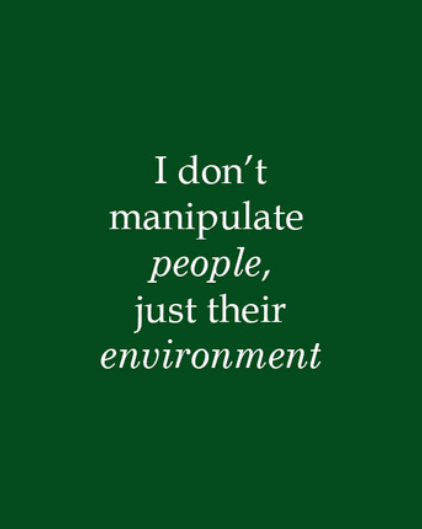 I don’t
manipulate
people,
just their
environment